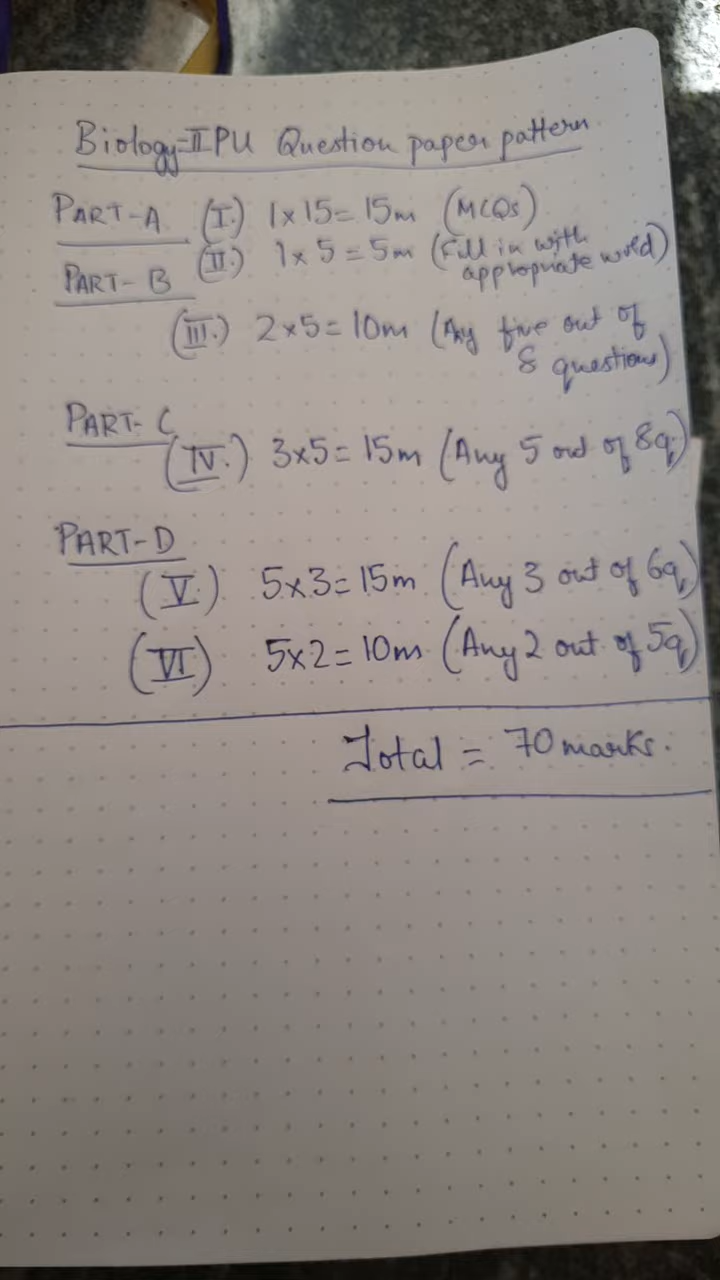 Biology-II PU Question paper pattern
PART-A (I.) 1x15=15m (MCQs)
(II.) 1x5=5m (Fill in with
appropriate word)
PART-B
(III.) 2x5=10m (Any five out of
8 questions)
PART-C
(IV.) 3x5=15m (Any 5 out of 8q)
PART-D
(V) 5x3=15m (Any 3 out of 6q)
(VI) 5x2=10m (Any 2 out of 5q)
Total = 70 marks.